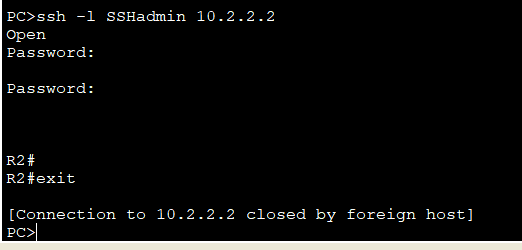 PC>ssh -l SSHadmin 10.2.2.2
Open
Password:
Password:
R2#
R2#exit
[Connection to 10.2.2.2 closed by foreign host]
PC>